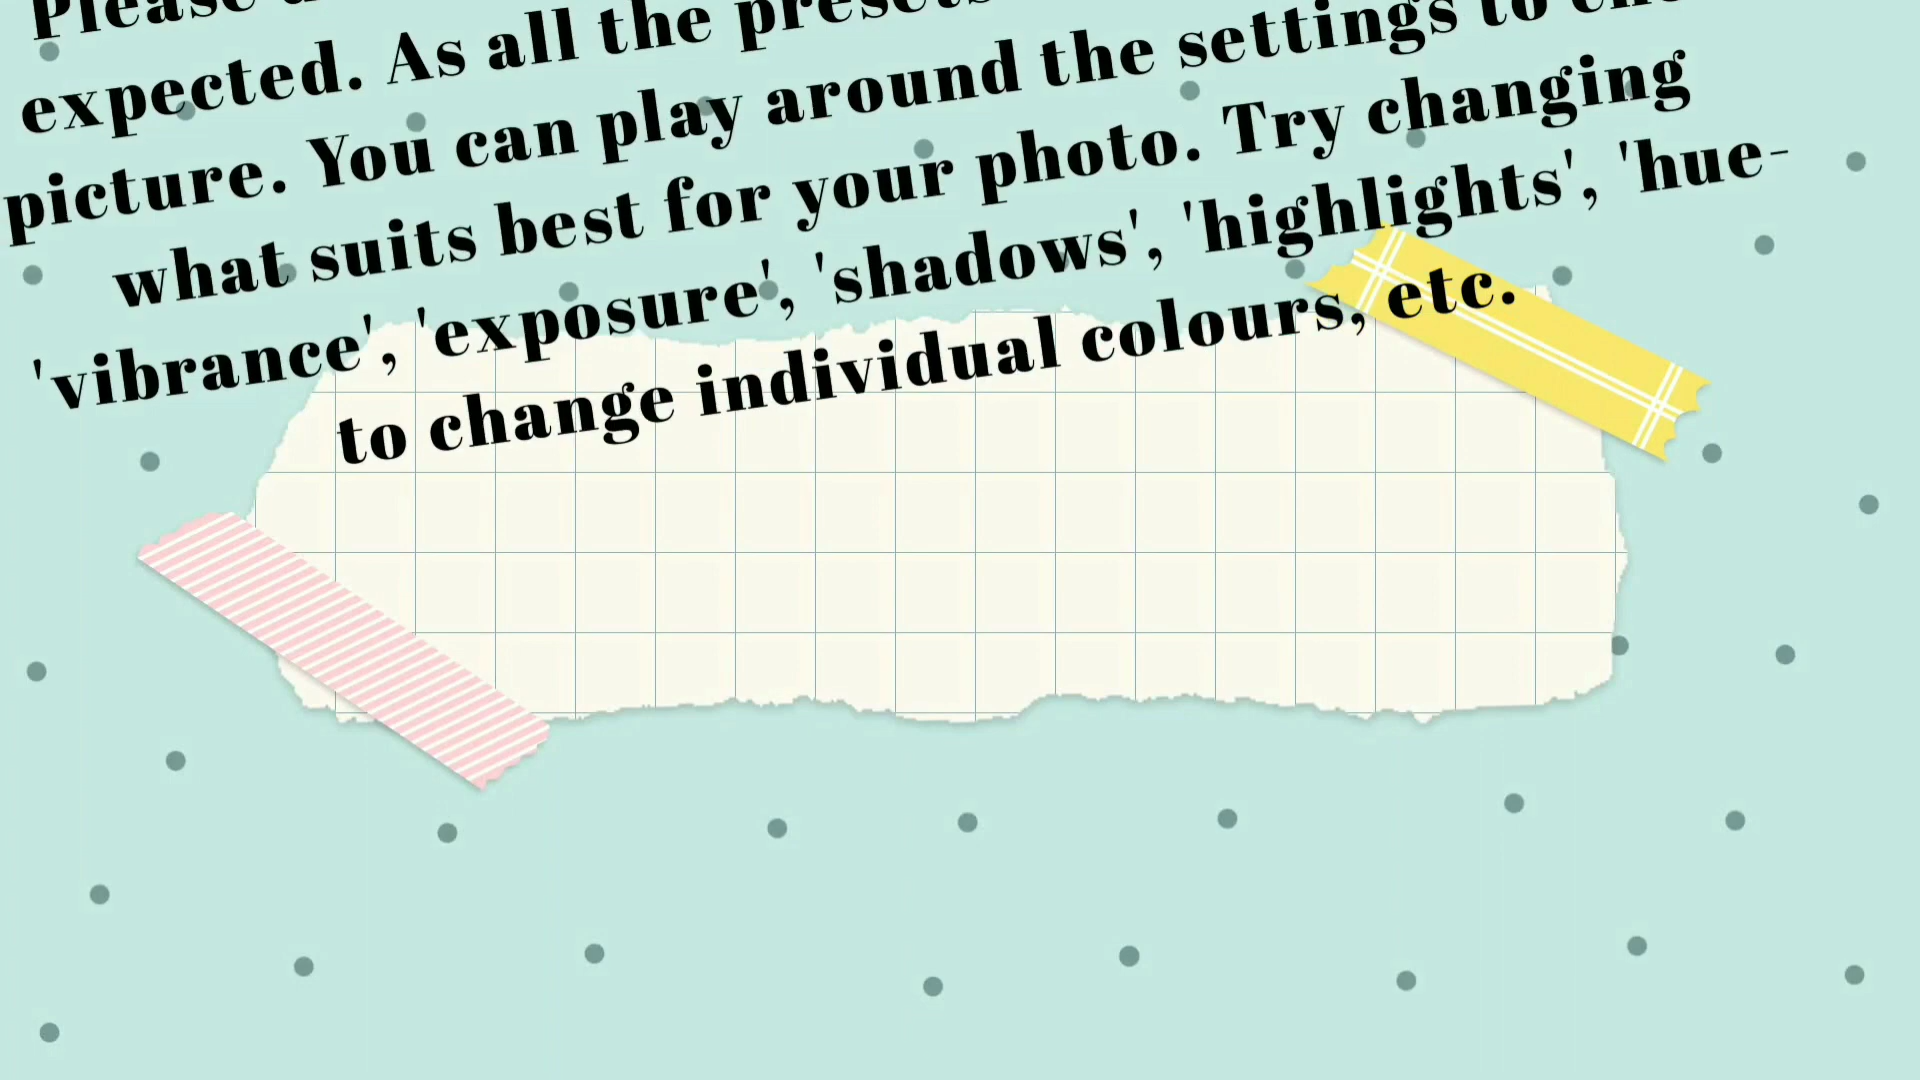 Please
expected. As all the presets
picture. You can play around the settings to
what suits best for your photo. Try changing
'vibrance', 'exposure', 'shadows', 'highlights', 'hue-
to change individual colours, etc.